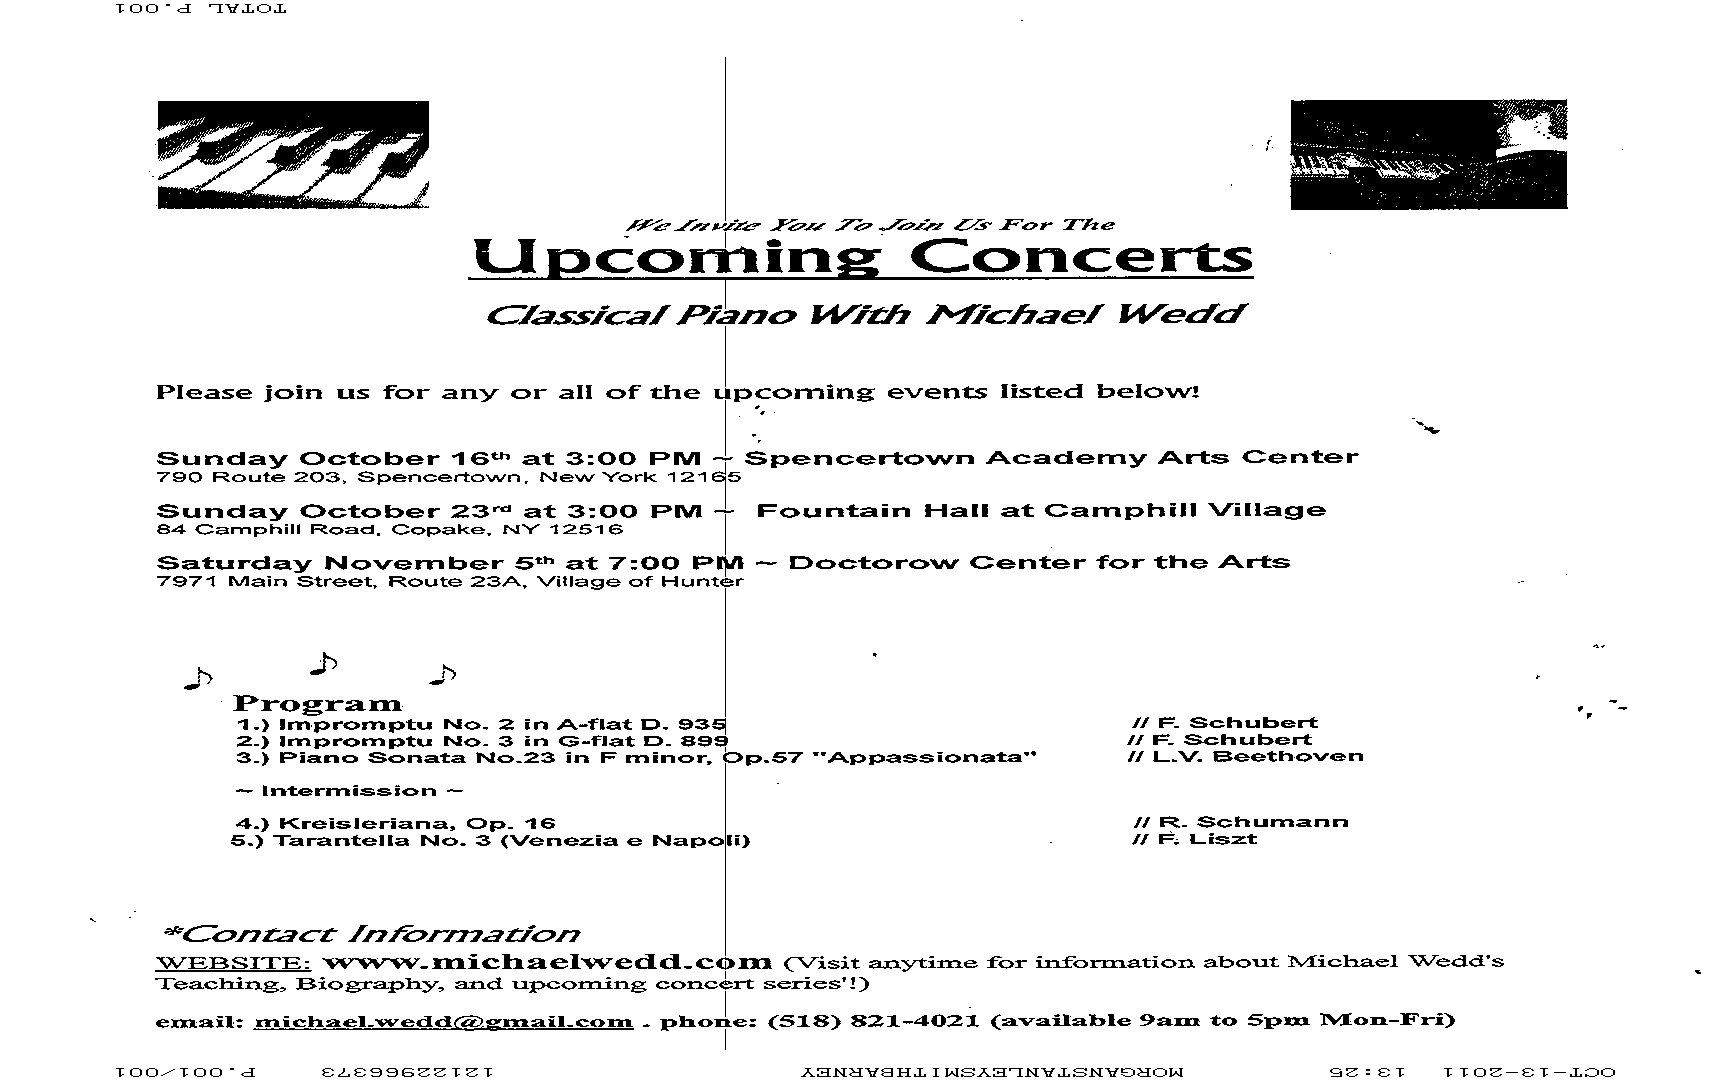 TOTAL P.001
We Invite You To Join Us For The
Upcoming Concerts
Classical Piano With Michael Wedd
Please join us for any or all of the upcoming events listed below!
Sunday October 16th at 3:00 PM ~ Spencertown Academy Arts Center
790 Route 203, Spencertown, New York 12165
Sunday October 23rd at 3:00 PM ~ Fountain Hall at Camphill Village
84 Camphill Road, Copake, NY 12516
Saturday November 5th at 7:00 PM ~ Doctorow Center for the Arts
7971 Main Street, Route 23A, Village of Hunter
Program
1.) Impromptu No. 2 in A-flat D. 935 // F. Schubert
2.) Impromptu No. 3 in G-flat D. 899 // F. Schubert
3.) Piano Sonata No.23 in F minor, Op.57 "Appassionata" // L.V. Beethoven
~ Intermission ~
4.) Kreisleriana, Op. 16 // R. Schumann
5.) Tarantella No. 3 (Venezia e Napoli) // F. Liszt
*Contact Information
WEBSITE: www.michaelwedd.com (Visit anytime for information about Michael Wedd's
Teaching, Biography, and upcoming concert series'!)
email: michael.wedd@gmail.com . phone: (518) 821-4021 (available 9am to 5pm Mon-Fri)
OCT-13-2011 13:25 MORGANSTANLEYSMITHBARNEY 12122966373 P.001/001